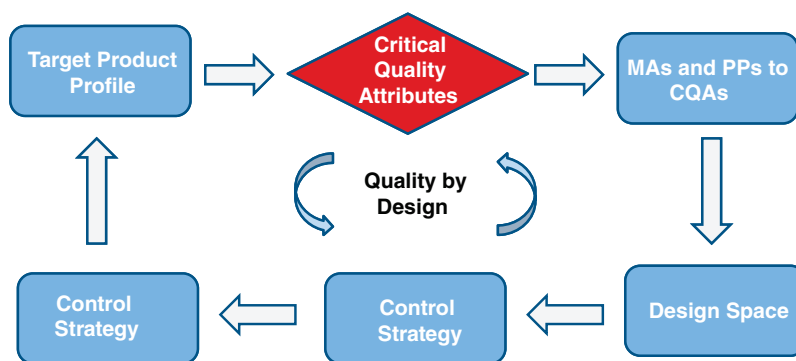 Target Product
Profile
Critical
Quality
Attributes
MAs and PPs to
CQAs
Quality by
Design
Control
Strategy
Control
Strategy
Design Space